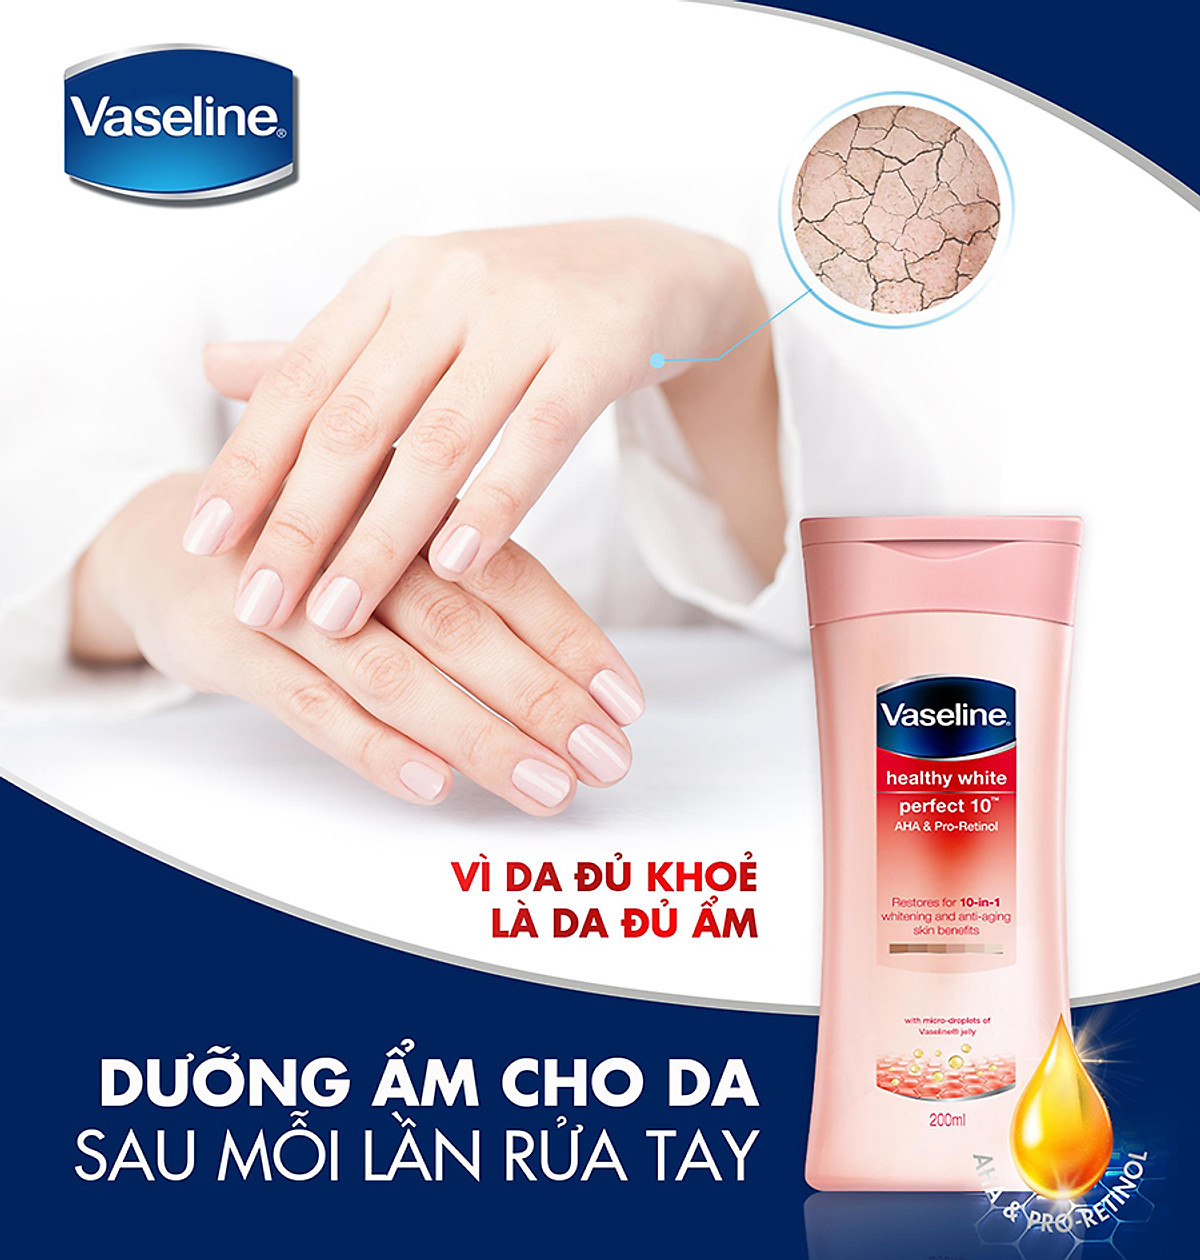 Vaseline®
VÌ DA ĐỦ KHOẺ
LÀ DA ĐỦ ẨM
DƯỠNG ẨM CHO DA
SAU MỖI LẦN RỬA TAY
Vaseline®
healthy white
perfect 10™
AHA & Pro-Retinol
Restores for 10-in-1
whitening and anti-aging
skin benefits
with micro-droplets of
Vaseline® jelly
200ml
AHA & PRO-RETINOL